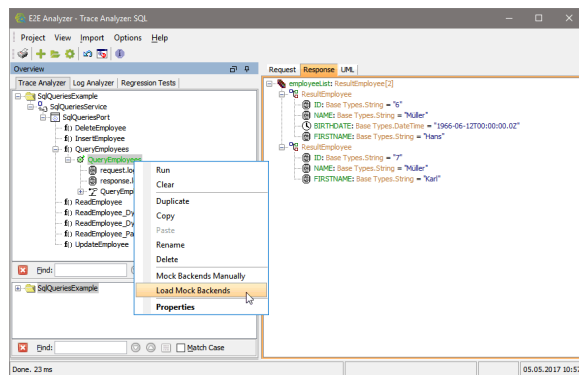 E2E Analyzer - Trace Analyzer: SQL
Project View Import Options Help
Overview
Trace Analyzer Log Analyzer Regression Tests
SqlQueriesExample
SqlQueriesService
SqlQueriesPort
f() DeleteEmployee
f() InsertEmployee
f() QueryEmployees
QueryEmployees
request.lo
response.l
QueryEmp
f() ReadEmployee
f() ReadEmployee_Dy
f() ReadEmployee_Dy
f() ReadEmployee_Pa
f() UpdateEmployee
Find:
SqlQueriesExample
Find: Match Case
Done. 23 ms
Run
Clear
Duplicate
Copy
Paste
Rename
Delete
Mock Backends Manually
Load Mock Backends
Properties
Request Response UML
employeeList: ResultEmployee[2]
ResultEmployee
ID: Base Types.String = "6"
NAME: Base Types.String = "Müller"
BIRTHDATE: Base Types.DateTime = "1966-06-12T00:00:00.0Z"
FIRSTNAME: Base Types.String = "Hans"
ResultEmployee
ID: Base Types.String = "7"
NAME: Base Types.String = "Müller"
FIRSTNAME: Base Types.String = "Karl"
05.05.2017 10:57